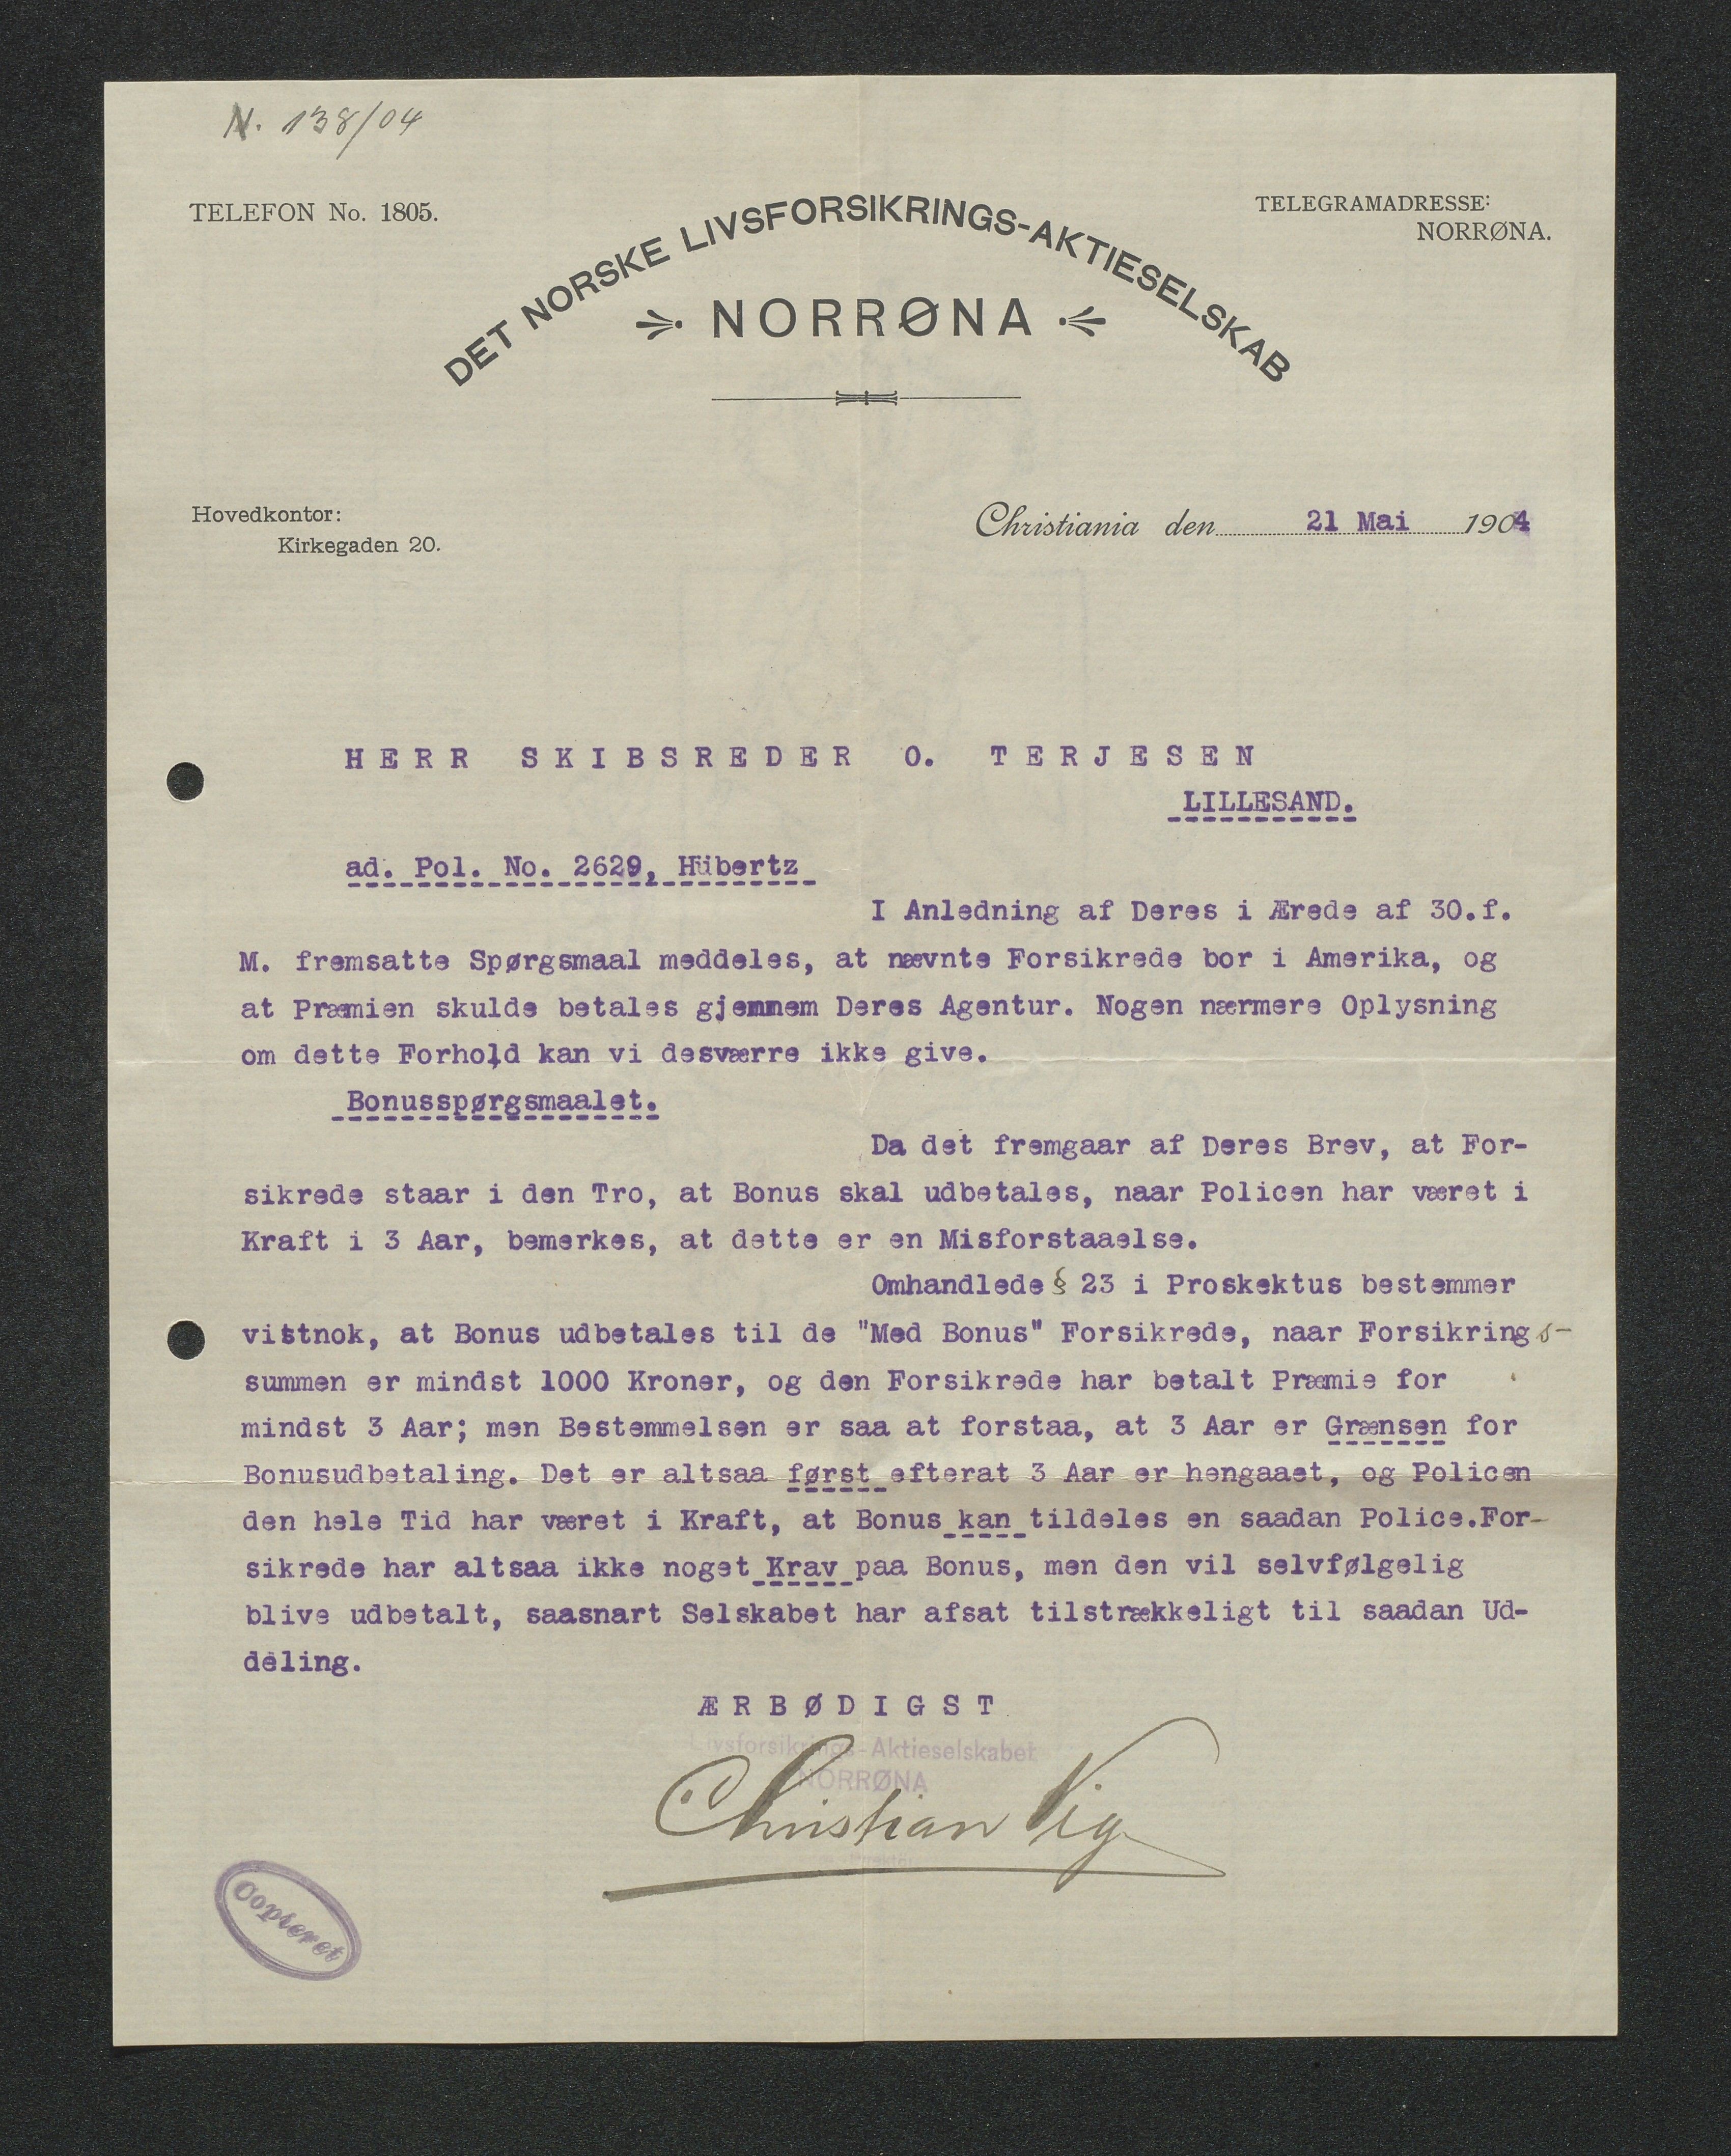 N. 138/04
TELEFON No. 1805.
TELEGRAMADRESSE:
NORRØNA.
DET NORSKE LIVSFORSIKRINGS-AKTIESELSKAB
NORRØNA
Hovedkontor:
Kirkegaden 20.
Christiania den 21 Mai 1904
HERR SKIBSREDER O. TERJESEN
LILLESAND.
ad. Pol. No. 2629, Hübertz
I Anledning af Deres i Ærede af 30.f.
M. fremsatte Spørgsmaal meddeles, at nævnte Forsikrede bor i Amerika, og
at Præmien skulde betales gjennem Deres Agentur. Nogen nærmere Oplysning
om dette Forhold kan vi desværre ikke give.
Bonusspørgsmaalet.
Da det fremgaar af Deres Brev, at For-
sikrede staar i den Tro, at Bonus skal udbetales, naar Policen har været i
Kraft i 3 Aar, bemerkes, at dette er en Misforstaaelse.
Omhandlede § 23 i Proskektus bestemmer
vistnok, at Bonus udbetales til de "Med Bonus" Forsikrede, naar Forsikrings-
summen er mindst 1000 Kroner, og den Forsikrede har betalt Præmie for
mindst 3 Aar; men Bestemmelsen er saa at forstaa, at 3 Aar er Grænsen for
Bonusudbetaling. Det er altsaa først efterat 3 Aar er hengaaet, og Policen
den hele Tid har været i Kraft, at Bonus kan tildeles en saadan Police.For-
sikrede har altsaa ikke noget Krav paa Bonus, men den vil selvfølgelig
blive udbetalt, saasnart Selskabet har afsat tilstrækkeligt til saadan Ud-
deling.
ÆRBØDIGST
Livsforsikrings-Aktieselskabet
NORRØNA
Christian Vig
Direktør
Copieret